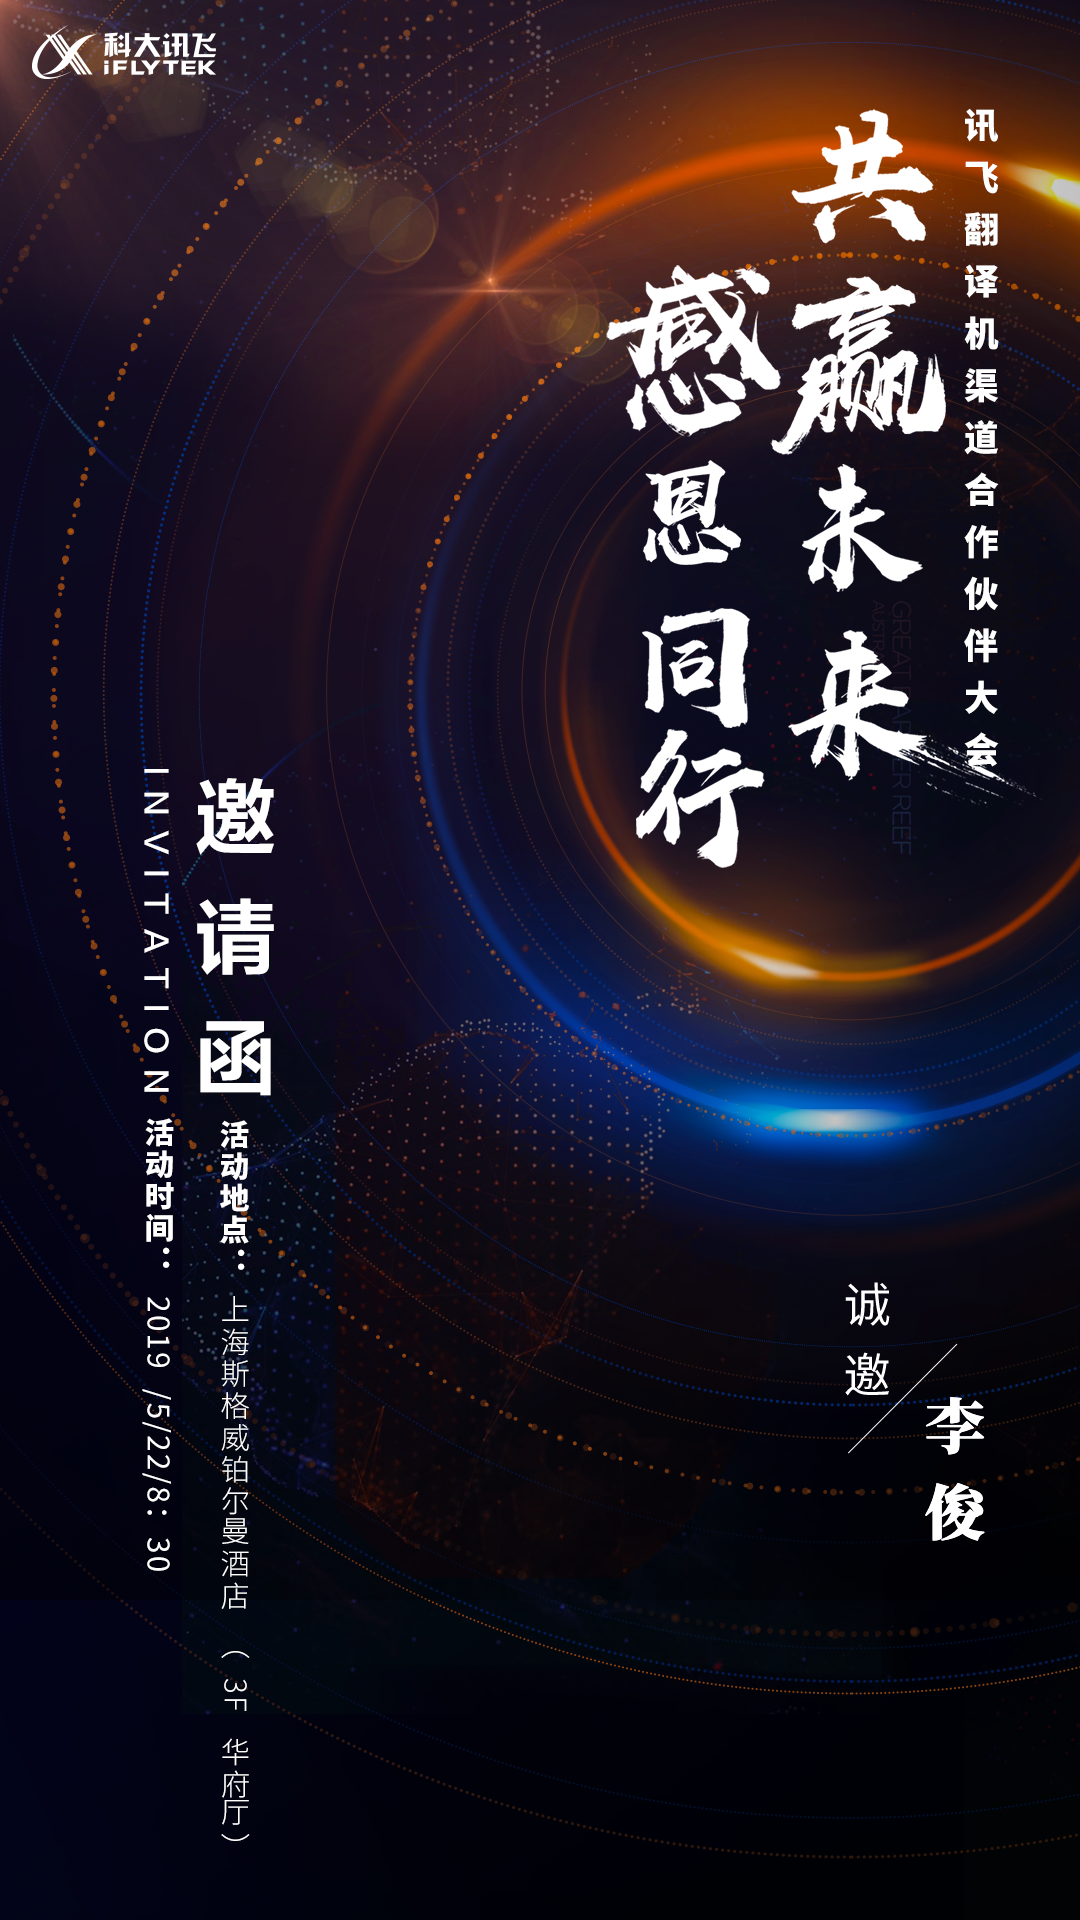 科大讯飞
iFLYTEK
讯飞翻译机渠道合作伙伴大会
共赢未来
感恩同行
邀请函
INVITATION
活动地点：上海斯格威铂尔曼酒店 （3F 华府厅）
活动时间：2019 /5/22/8：30
诚邀
李俊